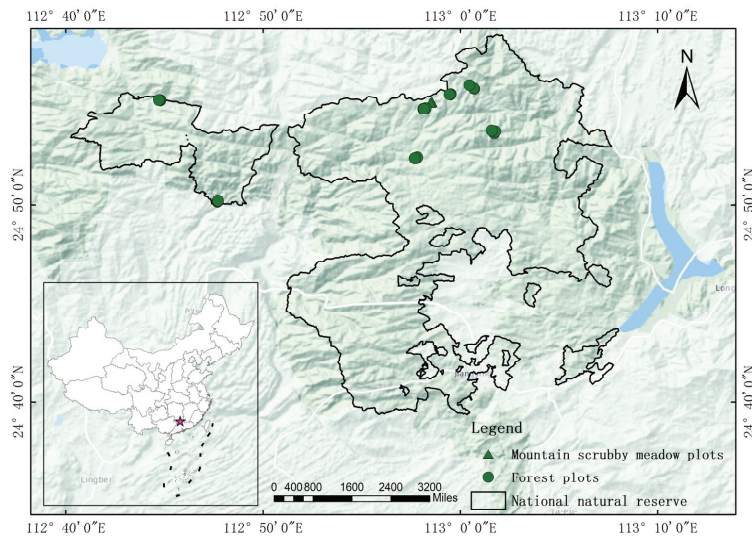 112° 40′ 0″E
112° 50′ 0″E
113° 0′ 0″E
113° 10′ 0″E
N
24° 50′ 0″N
24° 50′ 0″N
24° 40′ 0″N
24° 40′ 0″N
Lingbei
Legend
Mountain scrubby meadow plots
Forest plots
National natural reserve
0 400 800 1600 2400 3200
Miles
112° 40′ 0″E
112° 50′ 0″E
113° 0′ 0″E
113° 10′ 0″E